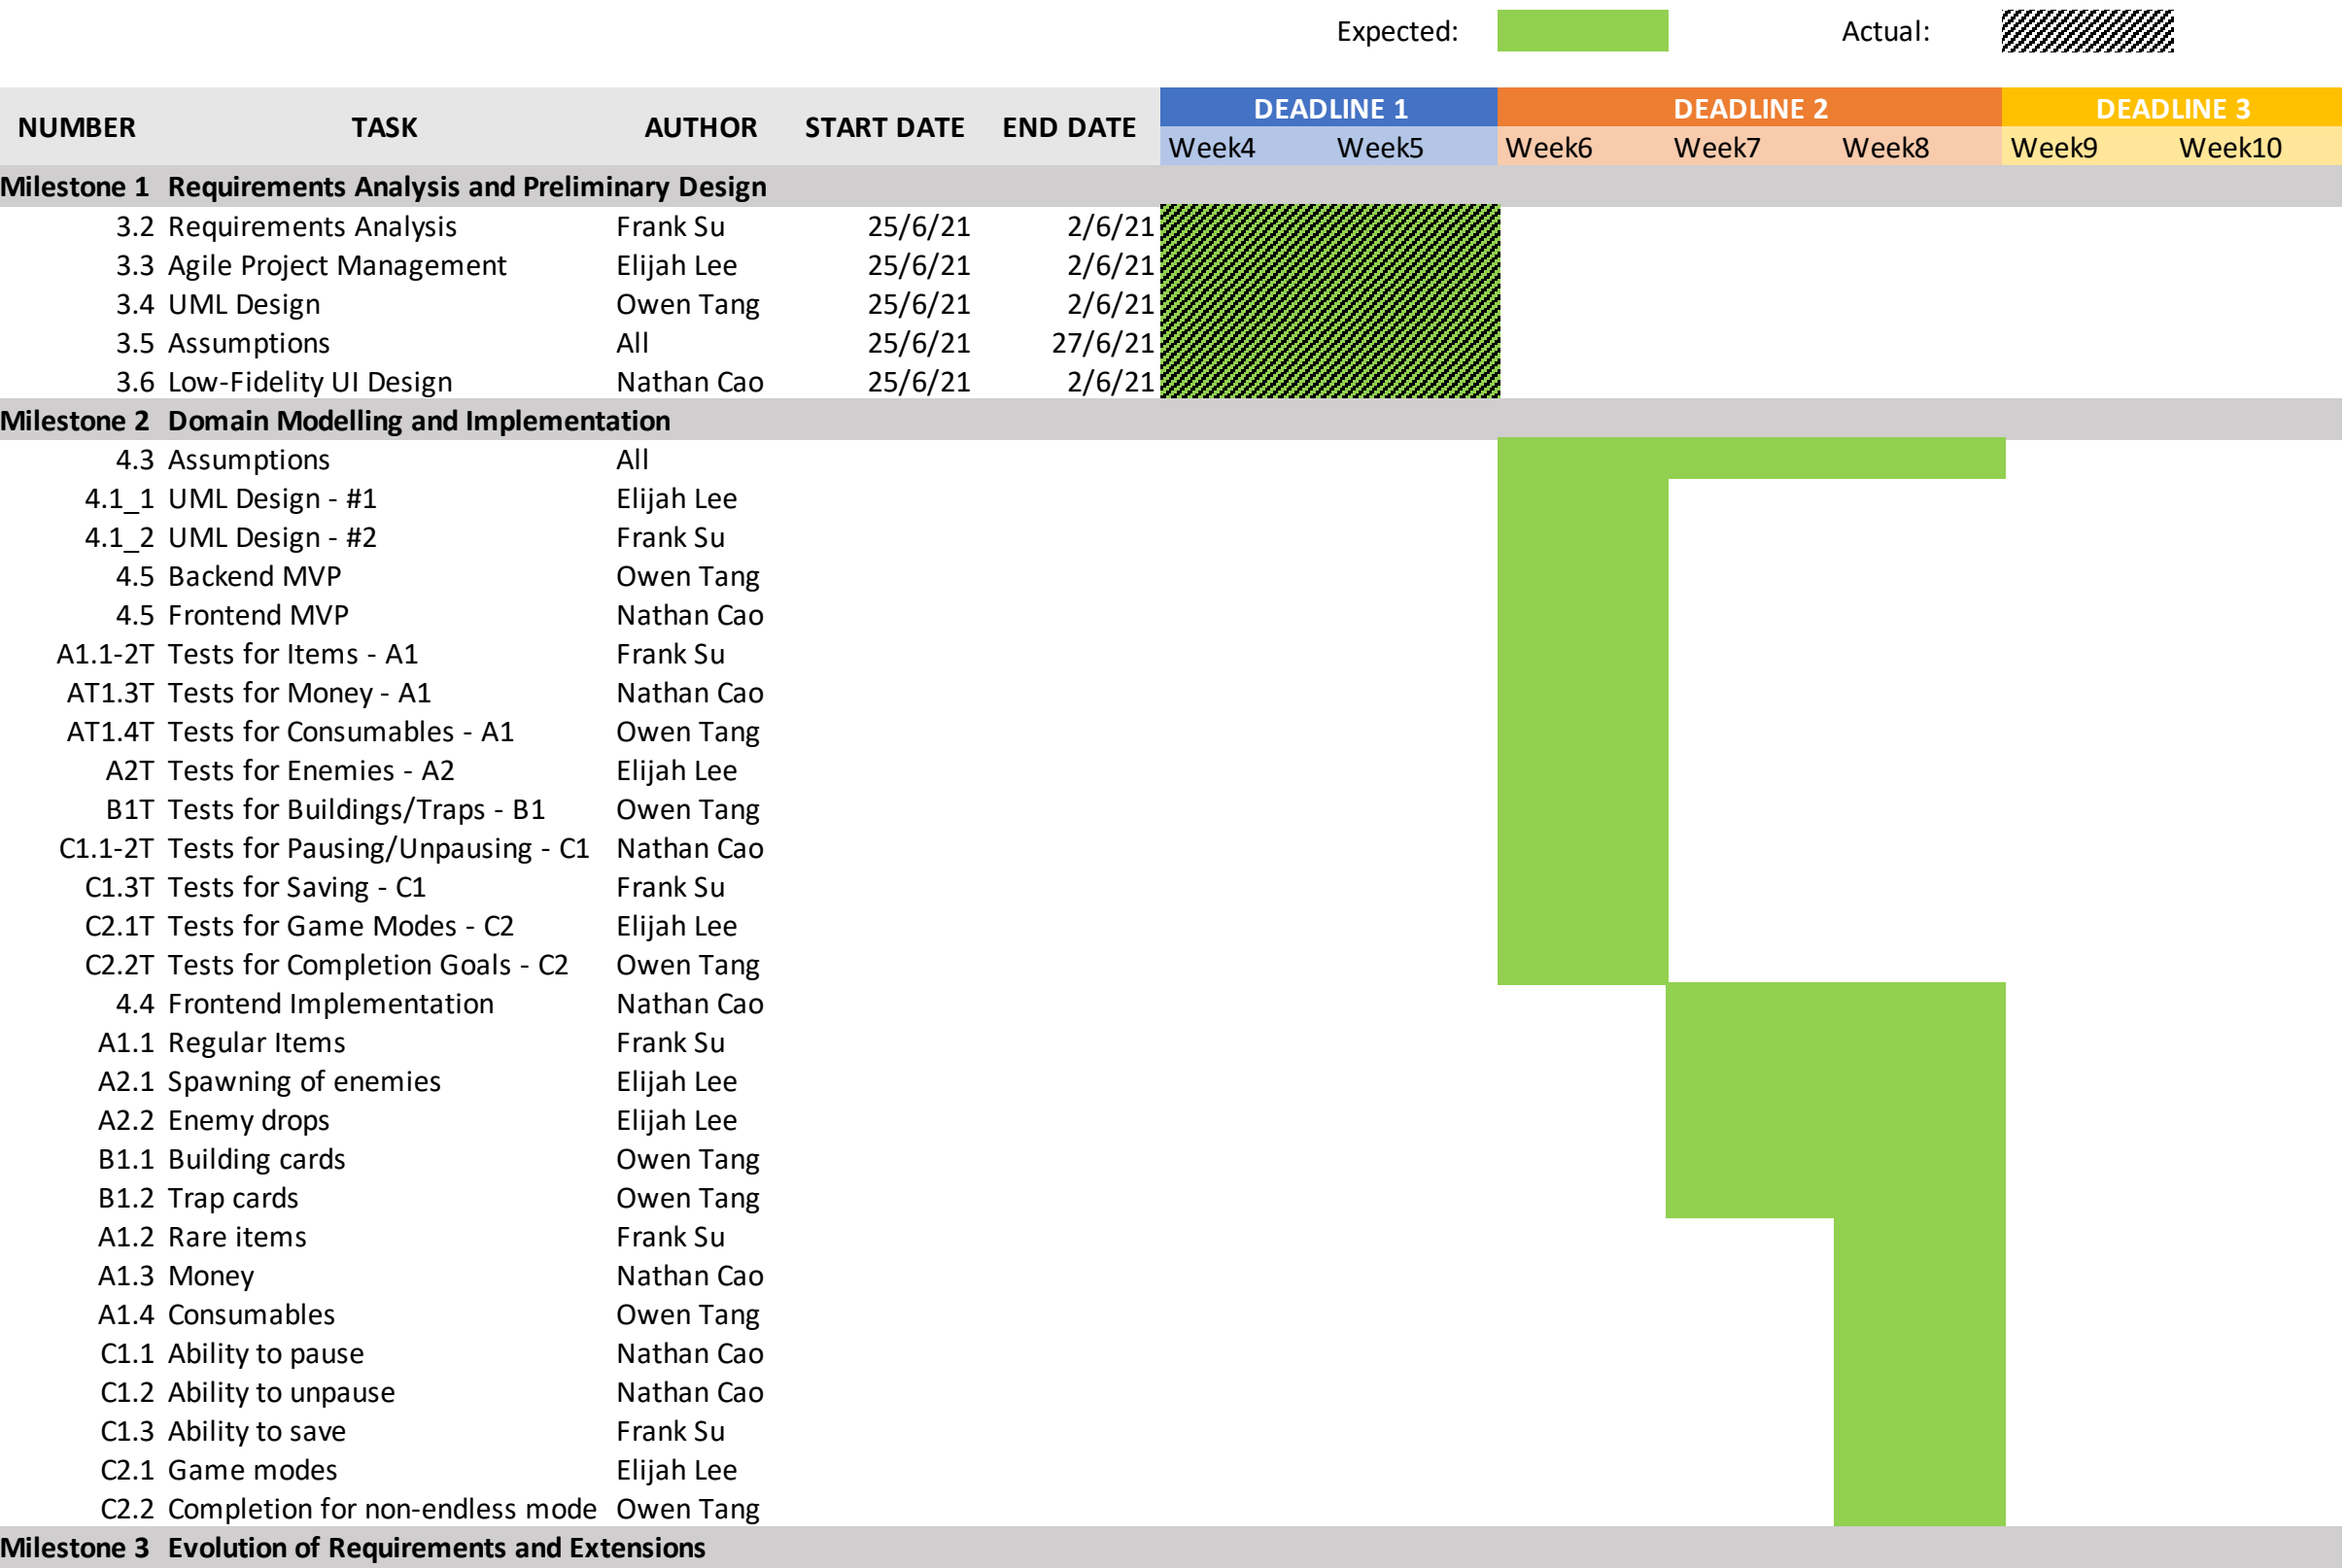 Expected: Actual:
NUMBER TASK AUTHOR START DATE END DATE DEADLINE 1 DEADLINE 2 DEADLINE 3
Week4 Week5 Week6 Week7 Week8 Week9 Week10
Milestone 1 Requirements Analysis and Preliminary Design
3.2 Requirements Analysis Frank Su 25/6/21 2/6/21
3.3 Agile Project Management Elijah Lee 25/6/21 2/6/21
3.4 UML Design Owen Tang 25/6/21 2/6/21
3.5 Assumptions All 25/6/21 27/6/21
3.6 Low-Fidelity UI Design Nathan Cao 25/6/21 2/6/21
Milestone 2 Domain Modelling and Implementation
4.3 Assumptions All
4.1_1 UML Design - #1 Elijah Lee
4.1_2 UML Design - #2 Frank Su
4.5 Backend MVP Owen Tang
4.5 Frontend MVP Nathan Cao
A1.1-2T Tests for Items - A1 Frank Su
AT1.3T Tests for Money - A1 Nathan Cao
AT1.4T Tests for Consumables - A1 Owen Tang
A2T Tests for Enemies - A2 Elijah Lee
B1T Tests for Buildings/Traps - B1 Owen Tang
C1.1-2T Tests for Pausing/Unpausing - C1 Nathan Cao
C1.3T Tests for Saving - C1 Frank Su
C2.1T Tests for Game Modes - C2 Elijah Lee
C2.2T Tests for Completion Goals - C2 Owen Tang
4.4 Frontend Implementation Nathan Cao
A1.1 Regular Items Frank Su
A2.1 Spawning of enemies Elijah Lee
A2.2 Enemy drops Elijah Lee
B1.1 Building cards Owen Tang
B1.2 Trap cards Owen Tang
A1.2 Rare items Frank Su
A1.3 Money Nathan Cao
A1.4 Consumables Owen Tang
C1.1 Ability to pause Nathan Cao
C1.2 Ability to unpause Nathan Cao
C1.3 Ability to save Frank Su
C2.1 Game modes Elijah Lee
C2.2 Completion for non-endless mode Owen Tang
Milestone 3 Evolution of Requirements and Extensions